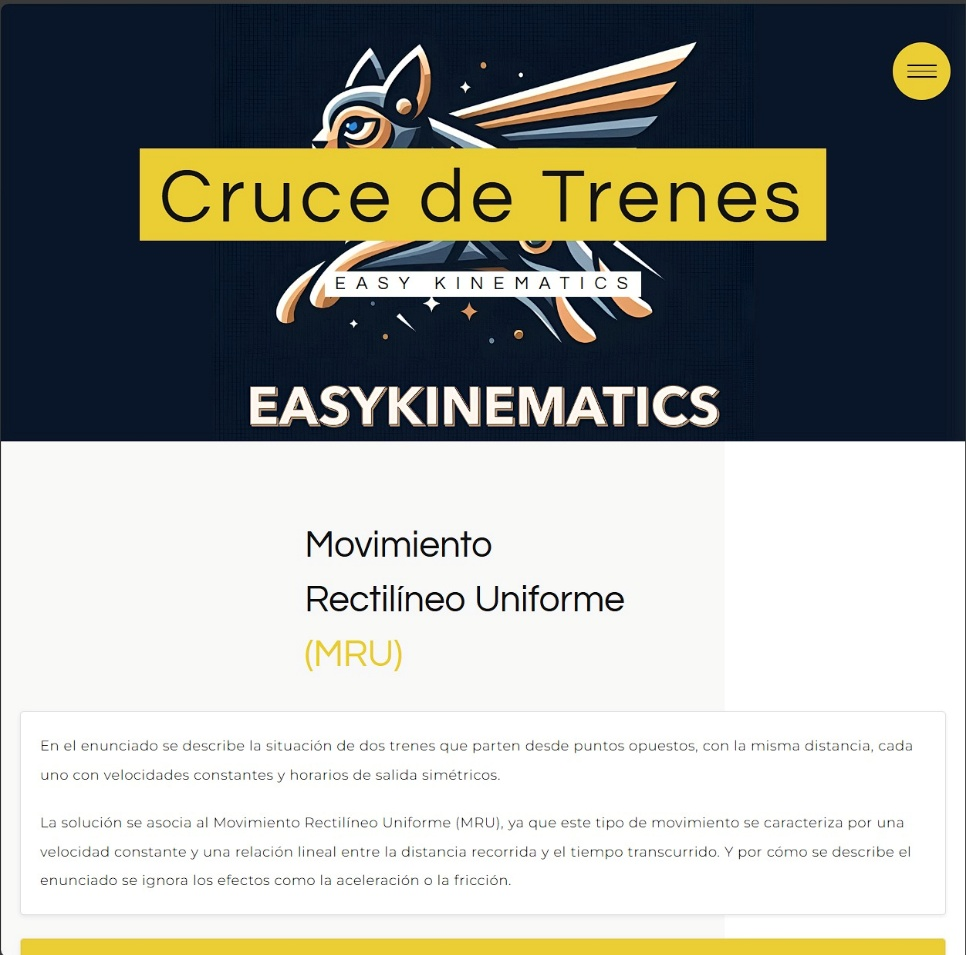 Cruce de Trenes
EASY KINEMATICS
EASYKINEMATICS
Movimiento
Rectilíneo Uniforme
(MRU)
En el enunciado se describe la situación de dos trenes que parten desde puntos opuestos, con la misma distancia, cada
uno con velocidades constantes y horarios de salida simétricos.
La solución se asocia al Movimiento Rectilíneo Uniforme (MRU), ya que este tipo de movimiento se caracteriza por una
velocidad constante y una relación lineal entre la distancia recorrida y el tiempo transcurrido. Y por cómo se describe el
enunciado se ignora los efectos como la aceleración o la fricción.